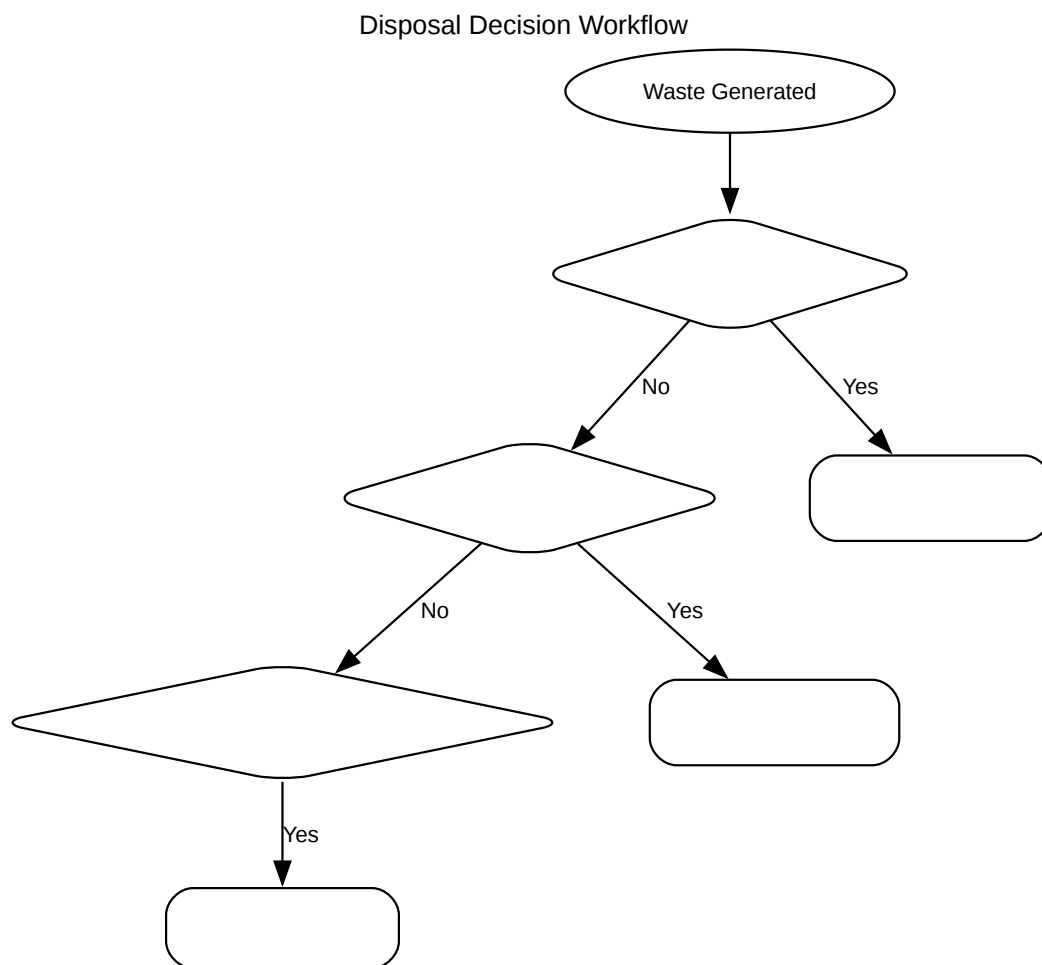 Disposal Decision Workflow
Waste Generated
No
Yes
No
Yes
Yes